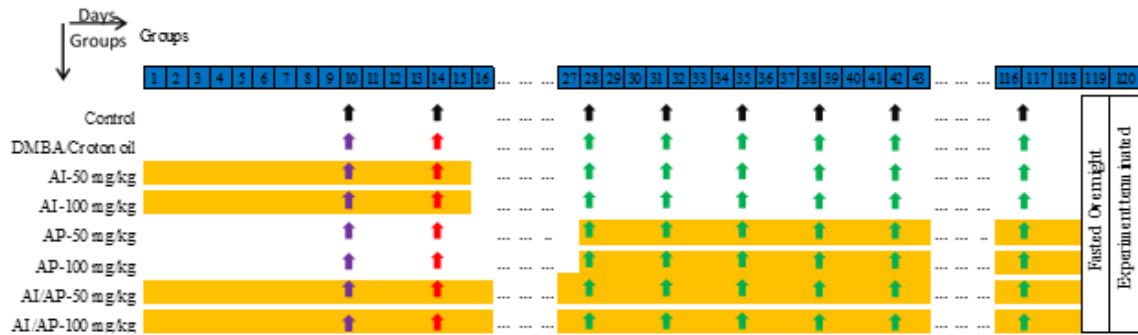 Days
Groups
Groups
1 2 3 4 5 6 7 8 9 10 11 12 13 14 15 16 ... ... ... 27 28 29 30 31 32 33 34 35 36 37 38 39 40 41 42 43 ... ... ... 116 117 118 119 120
Control ... ... ... ... ... ...
DMBA/Croton oil ... ... ... ... ... ...
AI-50 mg/kg ... ... ... ... ... ...
AI-100 mg/kg ... ... ... ... ... ...
AP-50 mg/kg ... ... .. ... ... ..
AP-100 mg/kg ... ... ... ... ... ...
AI/AP-50 mg/kg ... ... ... ... ... ...
AI/AP-100 mg/kg ... ... ... ... ... ...
Fasted Overnight
Experiment terminated